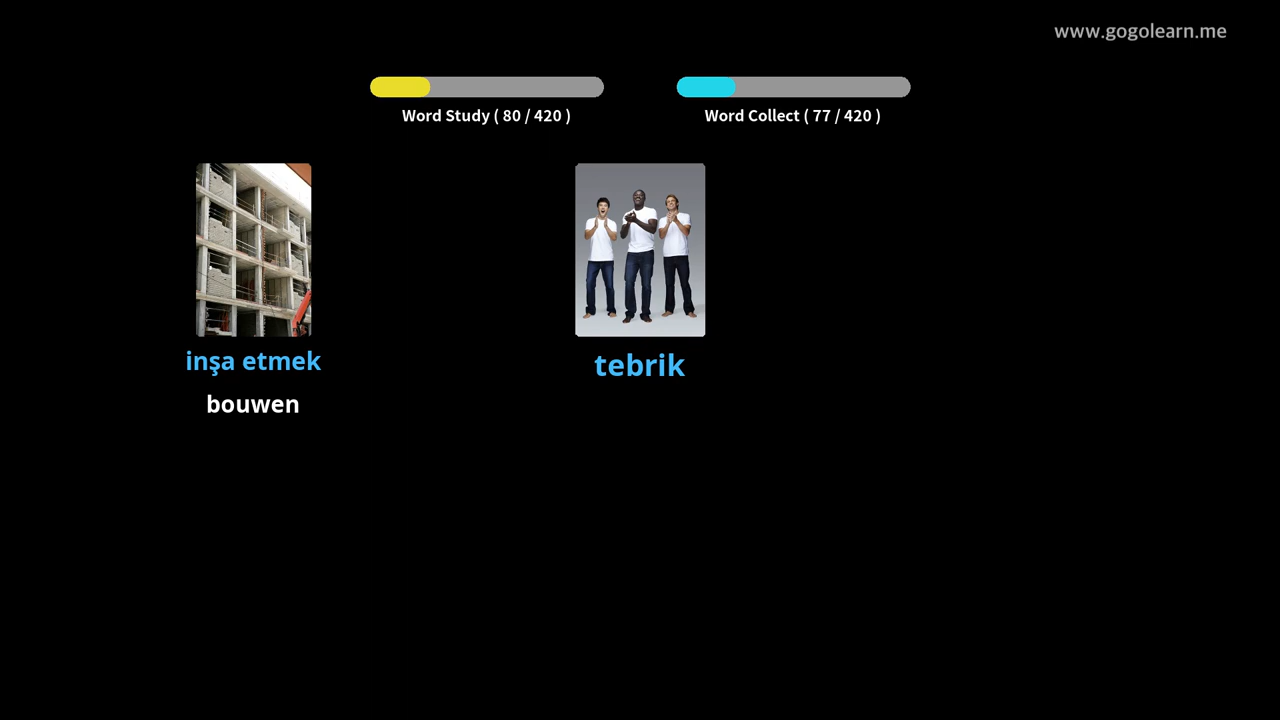 www.gogolearn.me
Word Study ( 80 / 420 )
Word Collect ( 77 / 420 )
inşa etmek
bouwen
tebrik